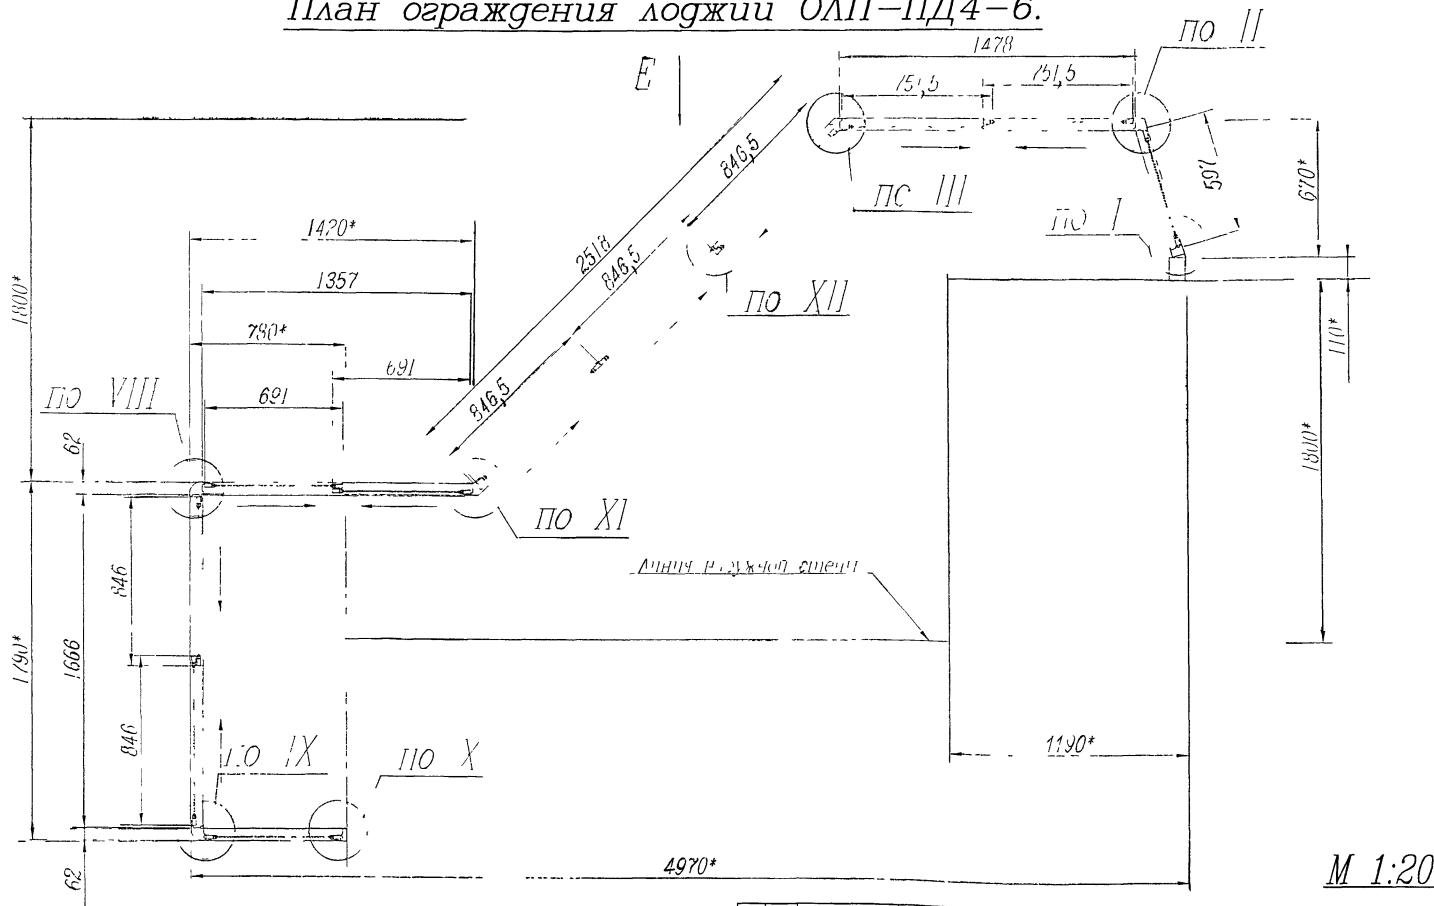 План ограждения лоджий ОЛП-ПД4-6.
ПО II
1478
Е
751,5
751,5
846,5
597
670*
ПО III
ПО I
1420*
2518
846,5
1800*
1357
ПО XII
110*
780*
691
846,5
691
ПО VIII
62
1800*
ПО XI
846
1790*
1666
846
1190*
ПО IX
ПО X
4970*
62
М 1:20